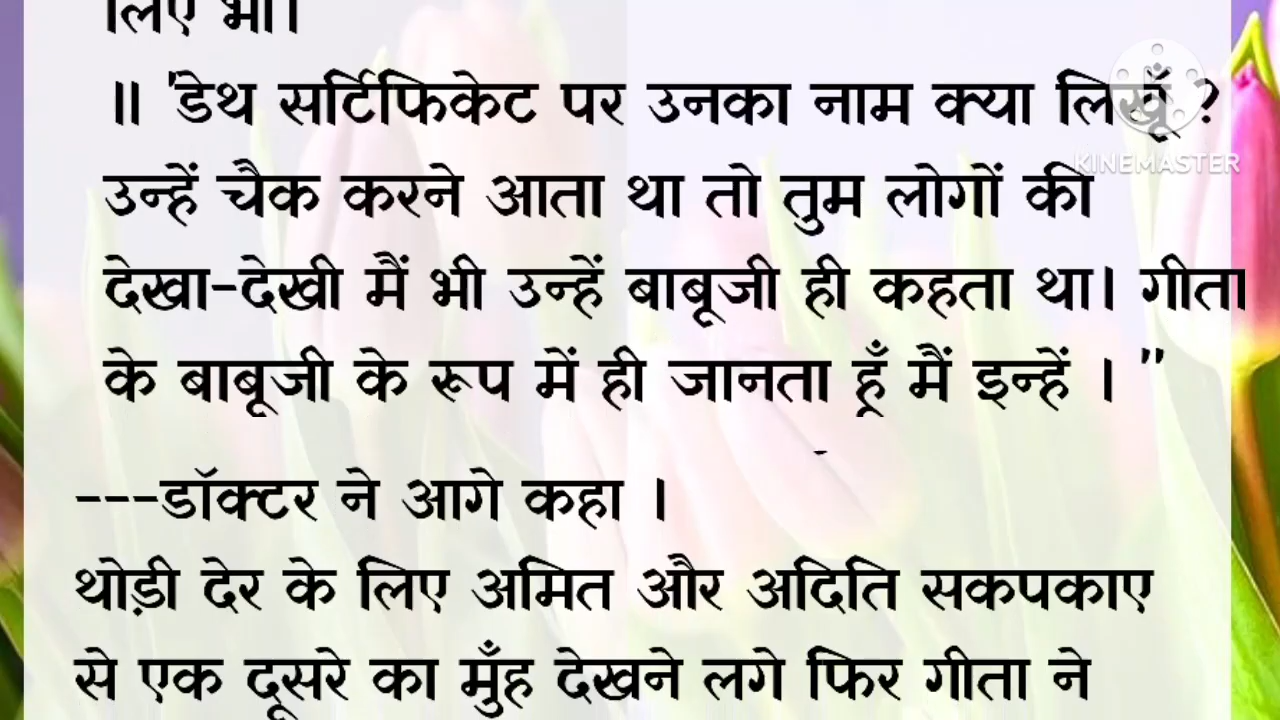 लिए भी।
॥ 'डेथ सर्टिफिकेट पर उनका नाम क्या लिखूँ ?
KINEMASTER
उन्हें चैक करने आता था तो तुम लोगों की
देखा-देखी मैं भी उन्हें बाबूजी ही कहता था। गीता
के बाबूजी के रूप में ही जानता हूँ मैं इन्हें । "
---डॉक्टर ने आगे कहा ।
थोड़ी देर के लिए अमित और अदिति सकपकाए
से एक दूसरे का मुँह देखने लगे फिर गीता ने